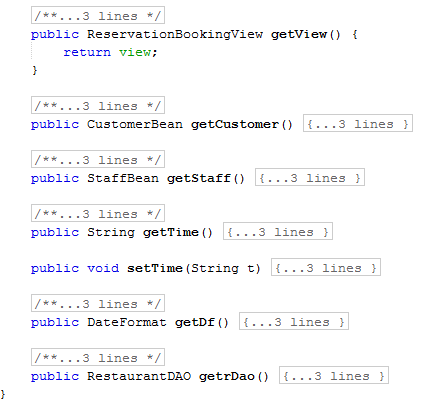 /**...3 lines */
public ReservationBookingView getView() {
    return view;
}
/**...3 lines */
public CustomerBean getCustomer() {...3 lines }
/**...3 lines */
public StaffBean getStaff() {...3 lines }
/**...3 lines */
public String getTime() {...3 lines }
public void setTime(String t) {...3 lines }
/**...3 lines */
public DateFormat getDf() {...3 lines }
/**...3 lines */
public RestaurantDAO getrDao() {...3 lines }
}